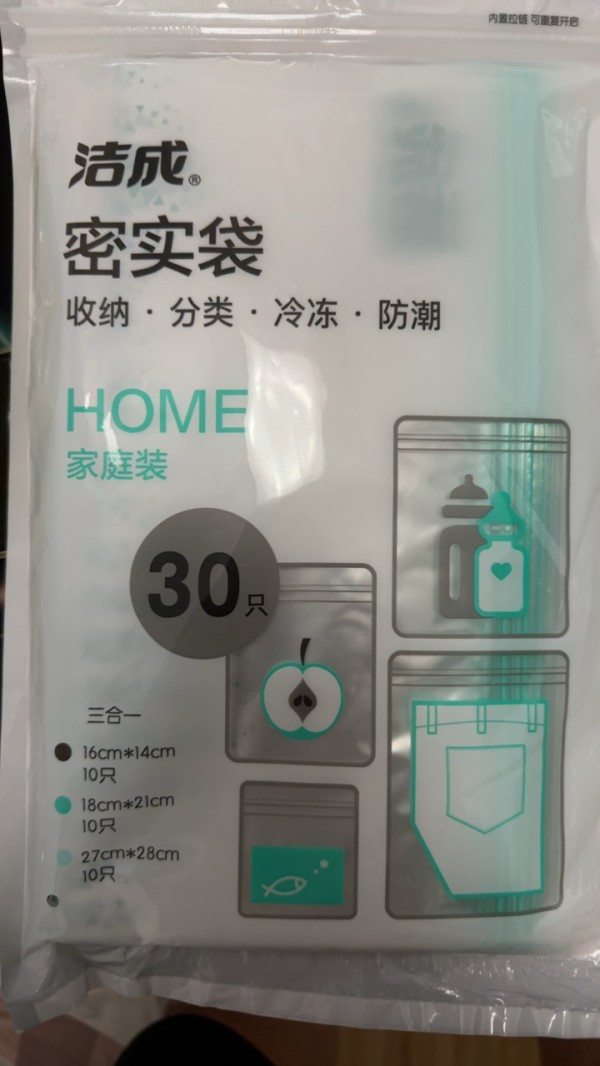 内置拉链 可重复开启
洁成®
密实袋
收纳 · 分类 · 冷冻 · 防潮
HOME
家庭装
30只
三合一
16cm*14cm
10只
18cm*21cm
10只
27cm*28cm
10只